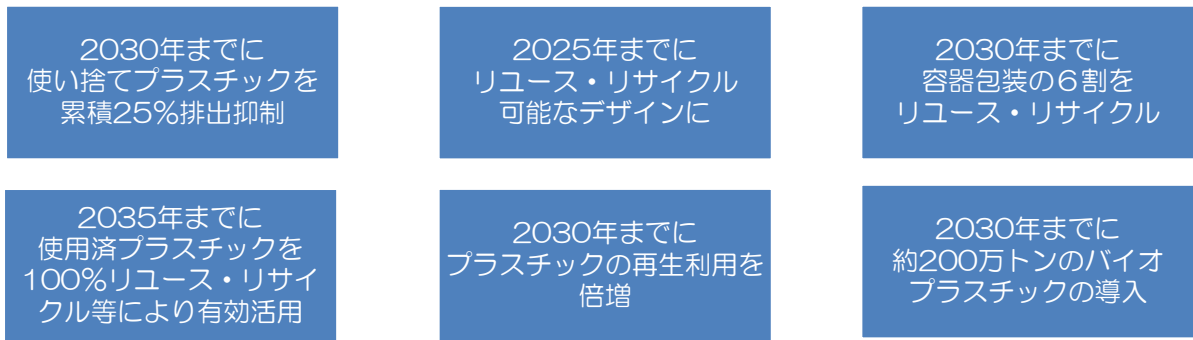 2030年までに
使い捨てプラスチックを
累積25%排出抑制
2025年までに
リユース・リサイクル
可能なデザインに
2030年までに
容器包装の６割を
リユース・リサイクル
2035年までに
使用済プラスチックを
100%リユース・リサイ
クル等により有効活用
2030年までに
プラスチックの再生利用を
倍増
2030年までに
約200万トンのバイオ
プラスチックの導入